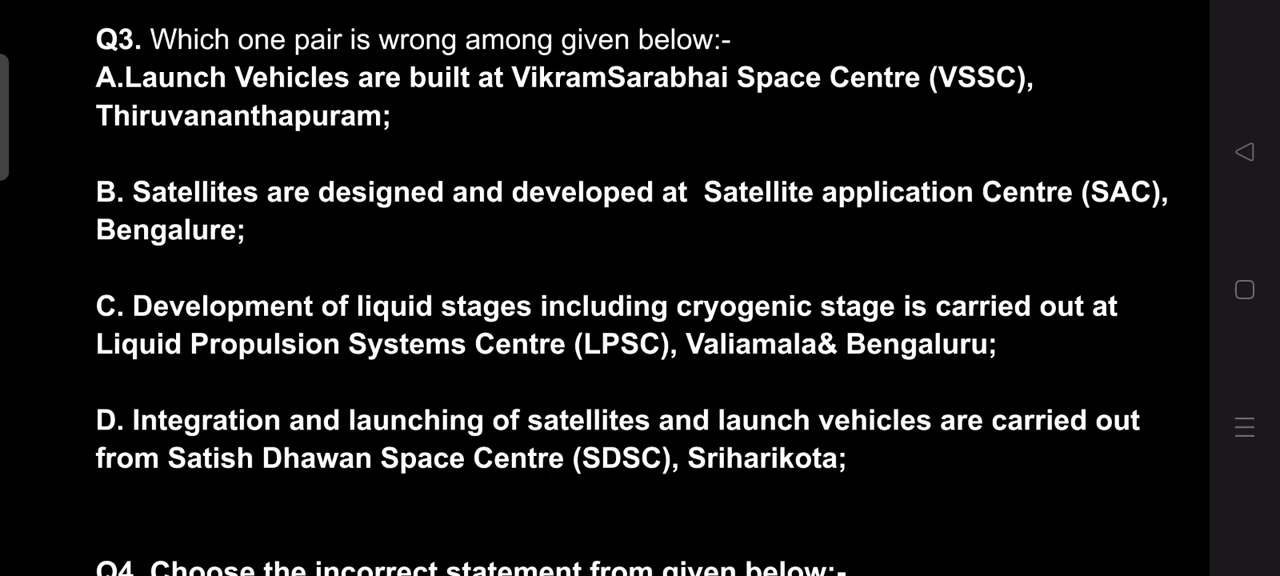 Q3. Which one pair is wrong among given below:-
A.Launch Vehicles are built at VikramSarabhai Space Centre (VSSC),
Thiruvananthapuram;
B. Satellites are designed and developed at  Satellite application Centre (SAC),
Bengalure;
C. Development of liquid stages including cryogenic stage is carried out at
Liquid Propulsion Systems Centre (LPSC), Valiamala& Bengaluru;
D. Integration and launching of satellites and launch vehicles are carried out
from Satish Dhawan Space Centre (SDSC), Sriharikota;
Q4. Choose the incorrect statement from given below:-